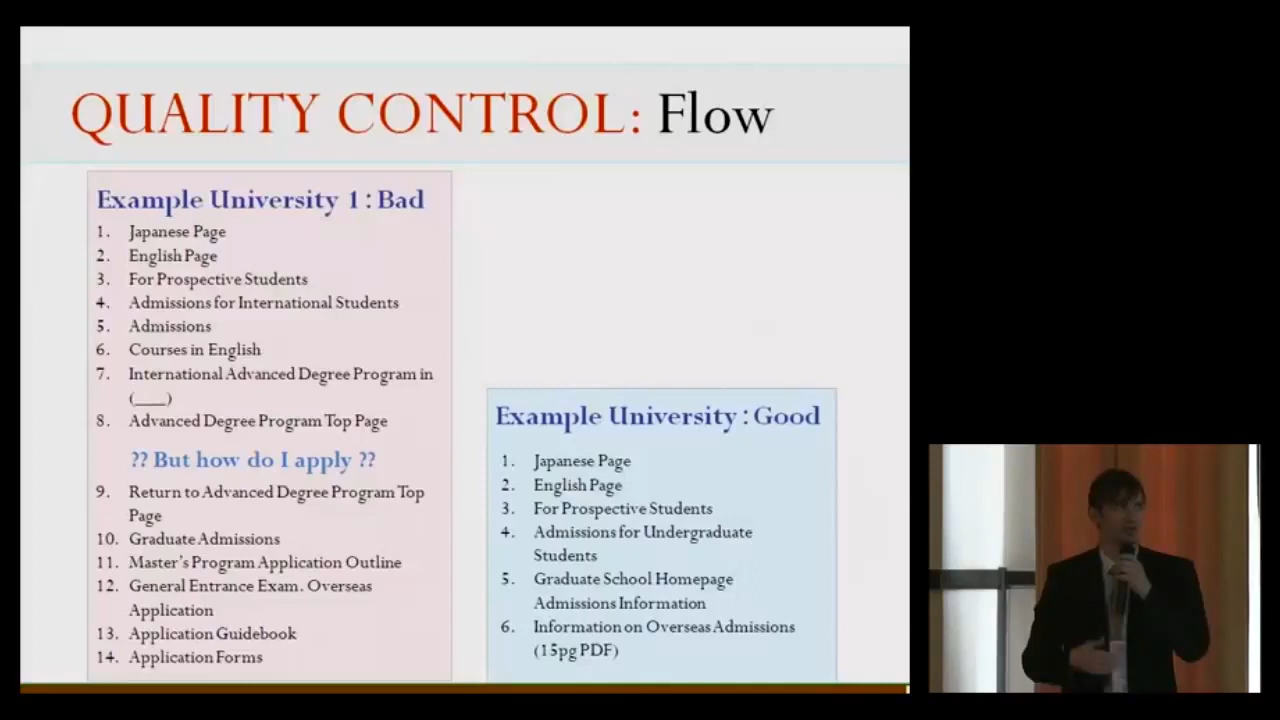 QUALITY CONTROL: Flow
Example University 1 : Bad
1. Japanese Page
2. English Page
3. For Prospective Students
4. Admissions for International Students
5. Admissions
6. Courses in English
7. International Advanced Degree Program in
(___)
8. Advanced Degree Program Top Page
?? But how do I apply ??
9. Return to Advanced Degree Program Top
Page
10. Graduate Admissions
11. Master's Program Application Outline
12. General Entrance Exam. Overseas
Application
13. Application Guidebook
14. Application Forms
Example University : Good
1. Japanese Page
2. English Page
3. For Prospective Students
4. Admissions for Undergraduate
Students
5. Graduate School Homepage
Admissions Information
6. Information on Overseas Admissions
(15pg PDF)